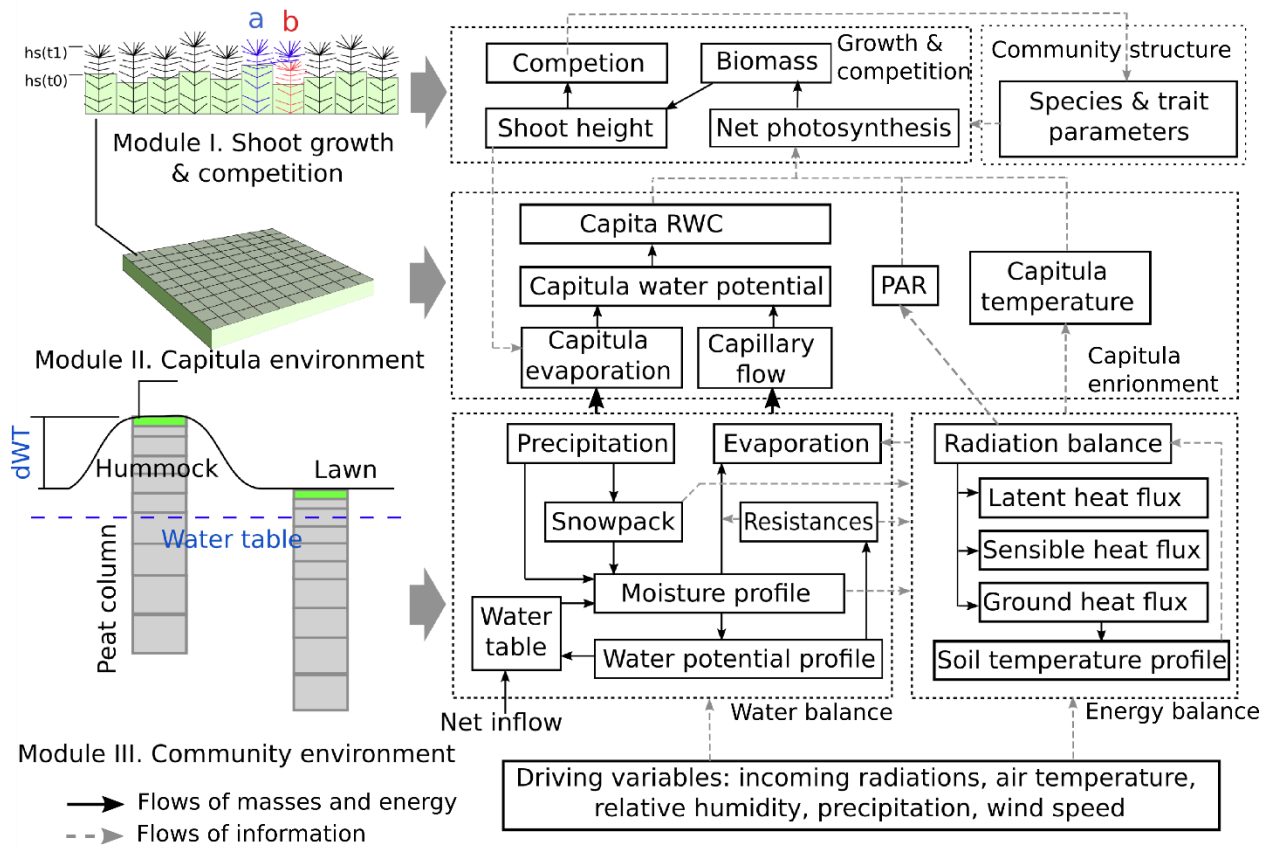 a
b
hs(t1)
hs(t0)
Module I. Shoot growth
& competition
Module II. Capitula environment
dWT
Hummock
Lawn
Water table
Peat column
Module III. Community environment
Flows of masses and energy
Flows of information
Competion
Biomass
Growth &
competition
Shoot height
Net photosynthesis
Community structure
Species & trait
parameters
Capita RWC
Capitula water potential
PAR
Capitula
temperature
Capitula
evaporation
Capillary
flow
Capitula
enrionment
Precipitation
Evaporation
Snowpack
Resistances
Moisture profile
Water
table
Water potential profile
Net inflow
Water balance
Radiation balance
Latent heat flux
Sensible heat flux
Ground heat flux
Soil temperature profile
Energy balance
Driving variables: incoming radiations, air temperature,
relative humidity, precipitation, wind speed